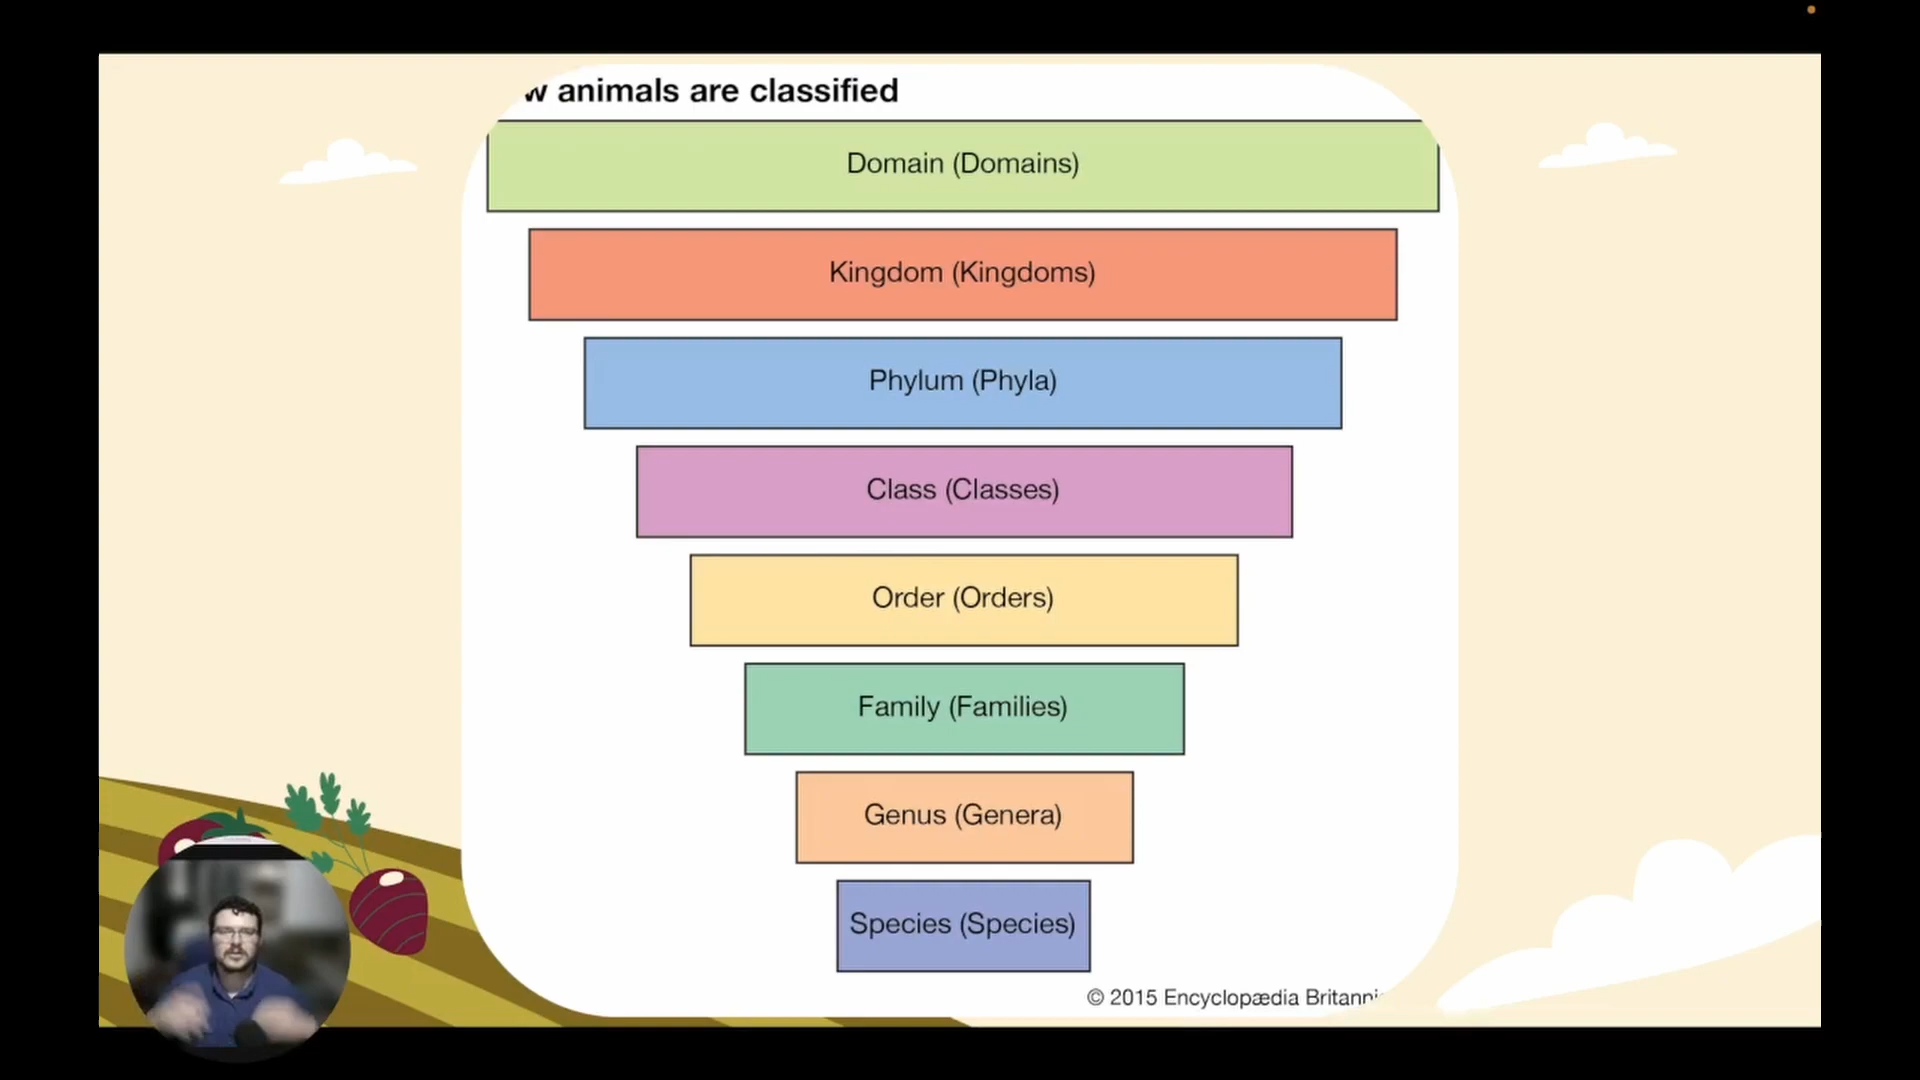 w animals are classified
Domain (Domains)
Kingdom (Kingdoms)
Phylum (Phyla)
Class (Classes)
Order (Orders)
Family (Families)
Genus (Genera)
Species (Species)
© 2015 Encyclopædia Britanni